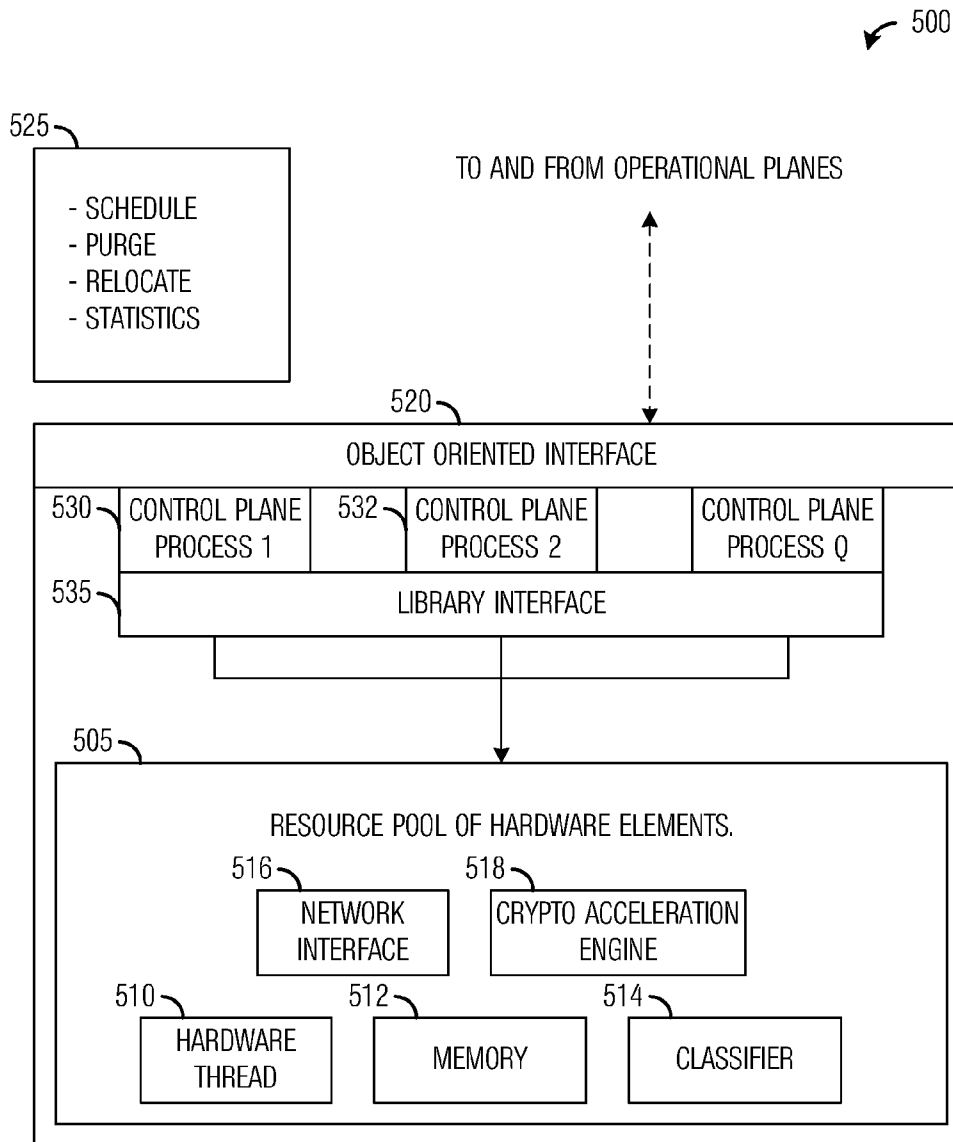 500
525
- SCHEDULE
- PURGE
- RELOCATE
- STATISTICS
TO AND FROM OPERATIONAL PLANES
520
OBJECT ORIENTED INTERFACE
530
CONTROL PLANE
PROCESS 1
532
CONTROL PLANE
PROCESS 2
CONTROL PLANE
PROCESS Q
535
LIBRARY INTERFACE
505
RESOURCE POOL OF HARDWARE ELEMENTS.
516
NETWORK
INTERFACE
518
CRYPTO ACCELERATION
ENGINE
510
HARDWARE
THREAD
512
MEMORY
514
CLASSIFIER